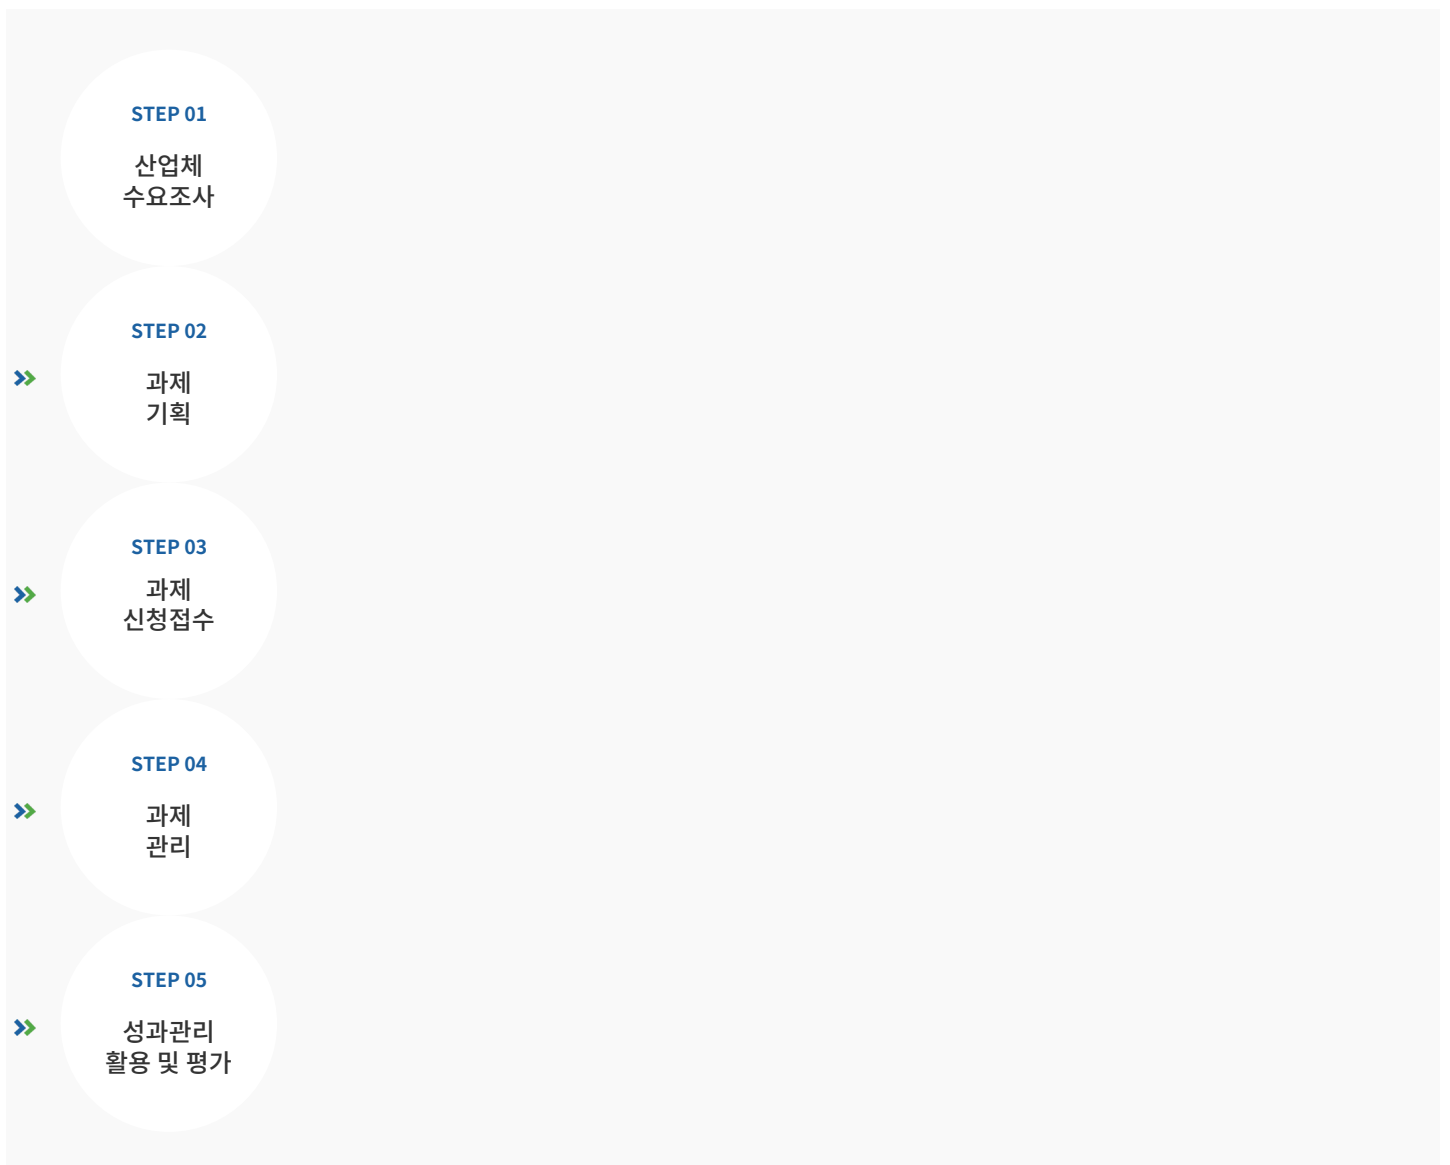 STEP 01
산업체
수요조사
STEP 02
과제
기획
STEP 03
과제
신청접수
STEP 04
과제
관리
STEP 05
성과관리
활용 및 평가